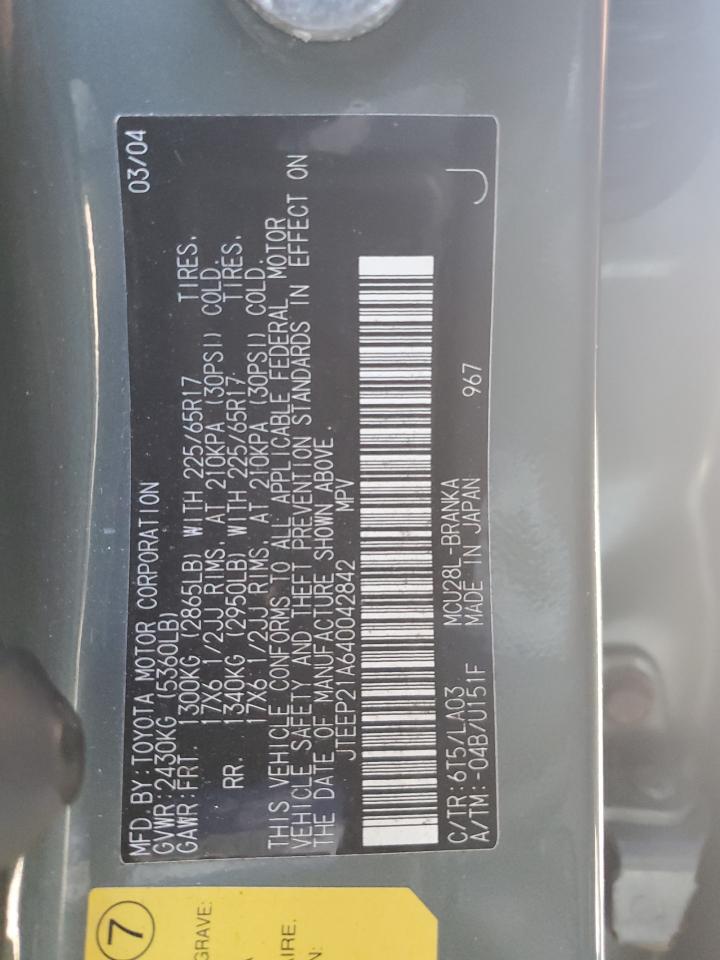 MFD. BY: TOYOTA MOTOR CORPORATION 03/04
GVWR: 2430KG (5360LB)
GAWR: FRT. 1300KG (2865LB) WITH 225/65R17 TIRES.
17X6 1/2JJ RIMS, AT 210KPA (30PSI) COLD.
RR. 1340KG (2950LB) WITH 225/65R17 TIRES.
17X6 1/2JJ RIMS, AT 210KPA (30PSI) COLD.
THIS VEHICLE CONFORMS TO ALL APPLICABLE FEDERAL MOTOR
VEHICLE SAFETY AND THEFT PREVENTION STANDARDS IN EFFECT ON
THE DATE OF MANUFACTURE SHOWN ABOVE.
JTEEP21A640042842 MPV
C/TR: 6T5/LA03 MCU28L-BRANKA
A/TM: -04B/U151F MADE IN JAPAN 967 J
7
GRAVE:
AIRE,
N: